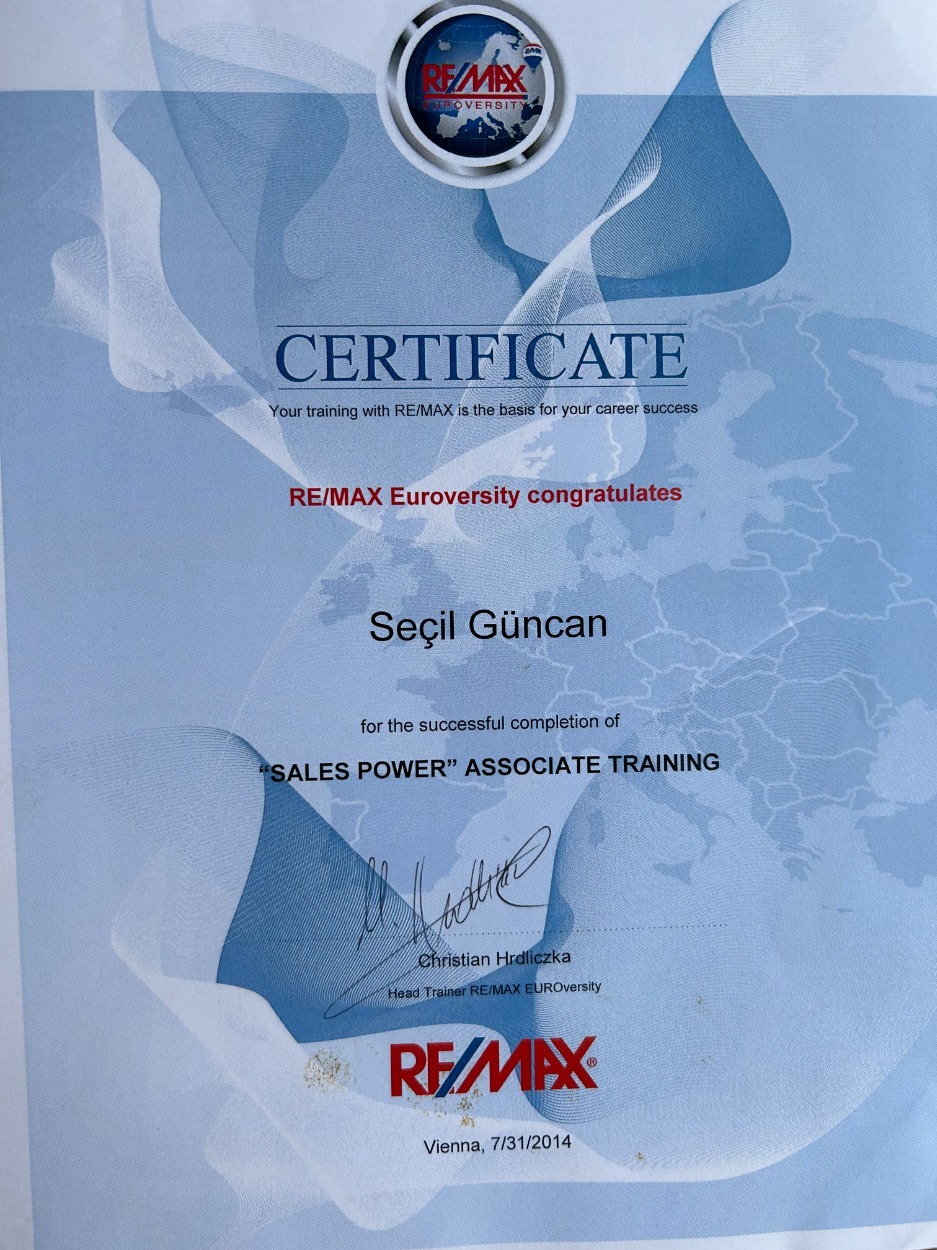 RE/MAX
RE/MAX
EUROVERSITY
CERTIFICATE
Your training with RE/MAX is the basis for your career success
RE/MAX Euroversity congratulates
Seçil Güncan
for the successful completion of
“SALES POWER” ASSOCIATE TRAINING
Christian Hrdliczka
Head Trainer RE/MAX EUROversity
RE/MAX®
Vienna, 7/31/2014